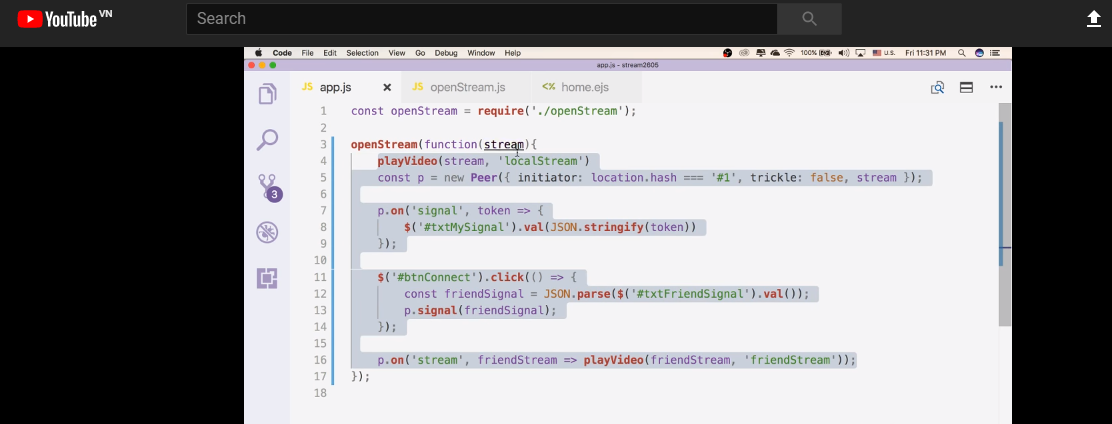 YouTube VN
Search
Code File Edit Selection View Go Debug Window Help 100% U.S. Fri 11:31 PM
app.js - stream2605
JS app.js JS openStream.js <% home.ejs
1 const openStream = require('./openStream');
2
3 openStream(function(stream){
4 playVideo(stream, 'localStream')
5 const p = new Peer({ initiator: location.hash === '#1', trickle: false, stream });
6
7 p.on('signal', token => {
8 $('#txtMySignal').val(JSON.stringify(token))
9 });
10
11 $('#btnConnect').click(() => {
12 const friendSignal = JSON.parse($('#txtFriendSignal').val());
13 p.signal(friendSignal);
14 });
15
16 p.on('stream', friendStream => playVideo(friendStream, 'friendStream'));
17 });
18
3